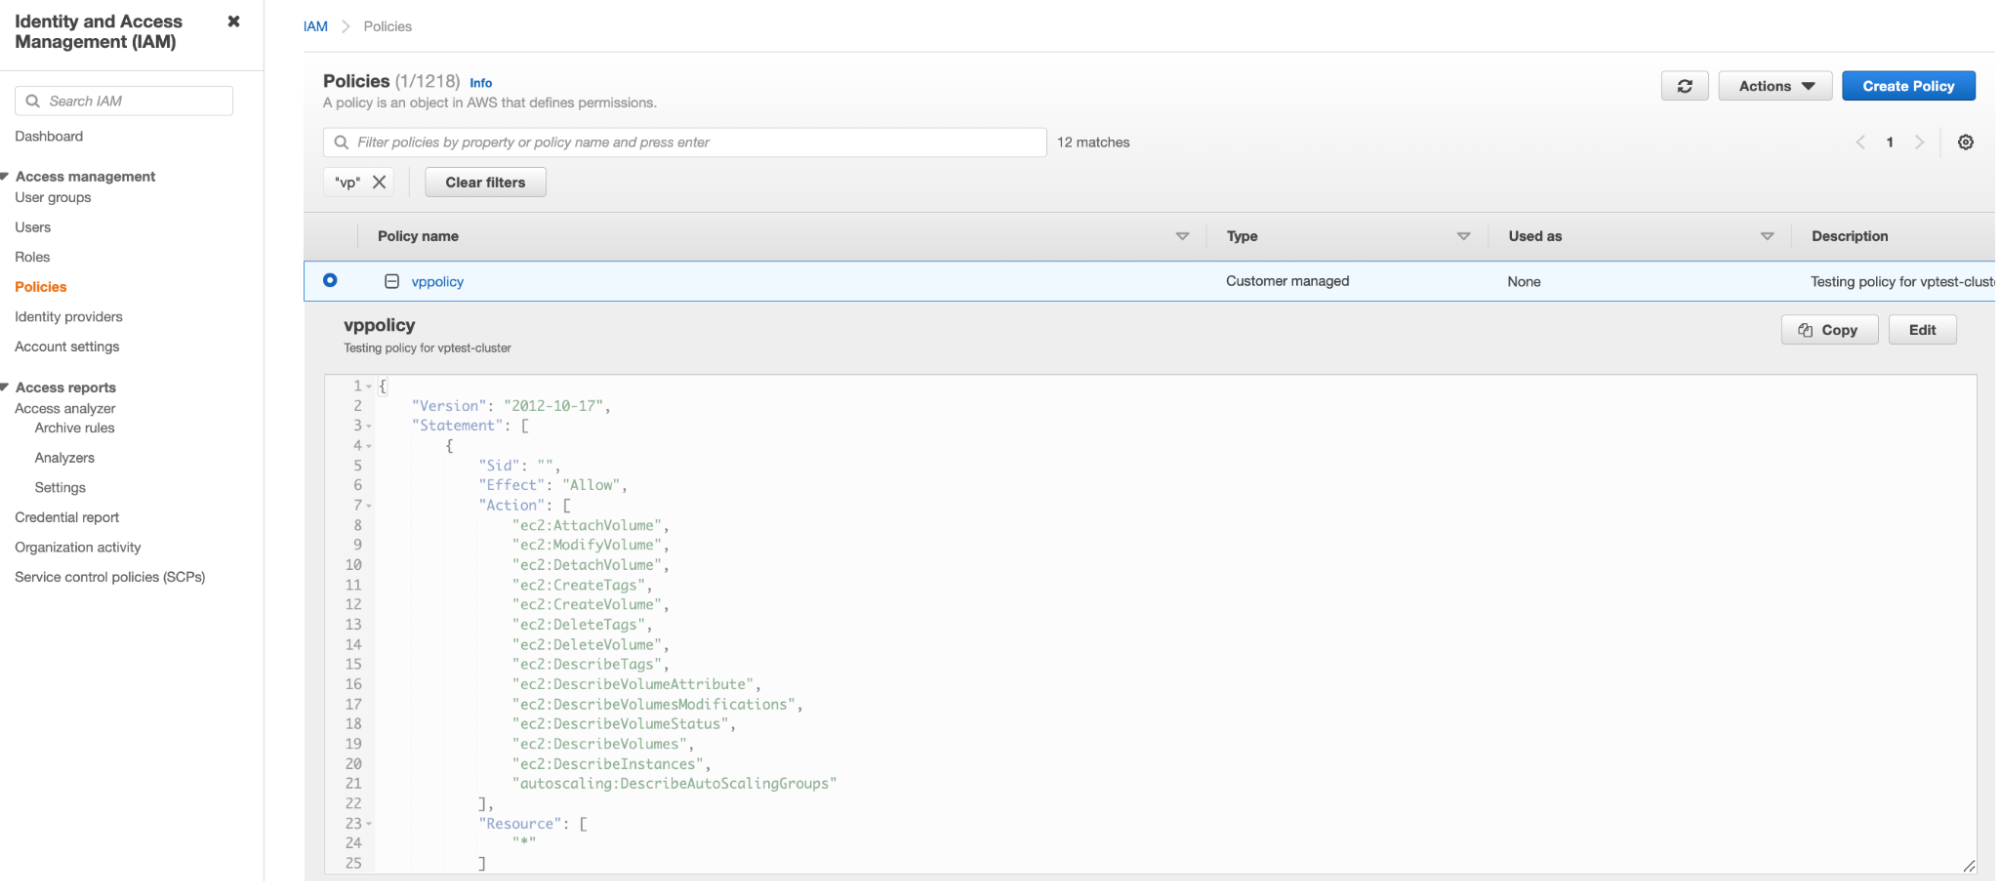 Identity and Access
Management (IAM)
Search IAM
Dashboard
Access management
User groups
Users
Roles
Policies
Identity providers
Account settings
Access reports
Access analyzer
Archive rules
Analyzers
Settings
Credential report
Organization activity
Service control policies (SCPs)
IAM > Policies
Policies (1/1218) Info
A policy is an object in AWS that defines permissions.
Actions
Create Policy
Filter policies by property or policy name and press enter
12 matches
1
"vp"
Clear filters
Policy name Type Used as Description
vppolicy Customer managed None Testing policy for vptest-clust
vppolicy
Testing policy for vptest-cluster
Copy
Edit
1 {
2 "Version": "2012-10-17",
3 "Statement": [
4 {
5 "Sid": "",
6 "Effect": "Allow",
7 "Action": [
8 "ec2:AttachVolume",
9 "ec2:ModifyVolume",
10 "ec2:DetachVolume",
11 "ec2:CreateTags",
12 "ec2:CreateVolume",
13 "ec2:DeleteTags",
14 "ec2:DeleteVolume",
15 "ec2:DescribeTags",
16 "ec2:DescribeVolumeAttribute",
17 "ec2:DescribeVolumesModifications",
18 "ec2:DescribeVolumeStatus",
19 "ec2:DescribeVolumes",
20 "ec2:DescribeInstances",
21 "autoscaling:DescribeAutoScalingGroups"
22 ],
23 "Resource": [
24 "*"
25 ]